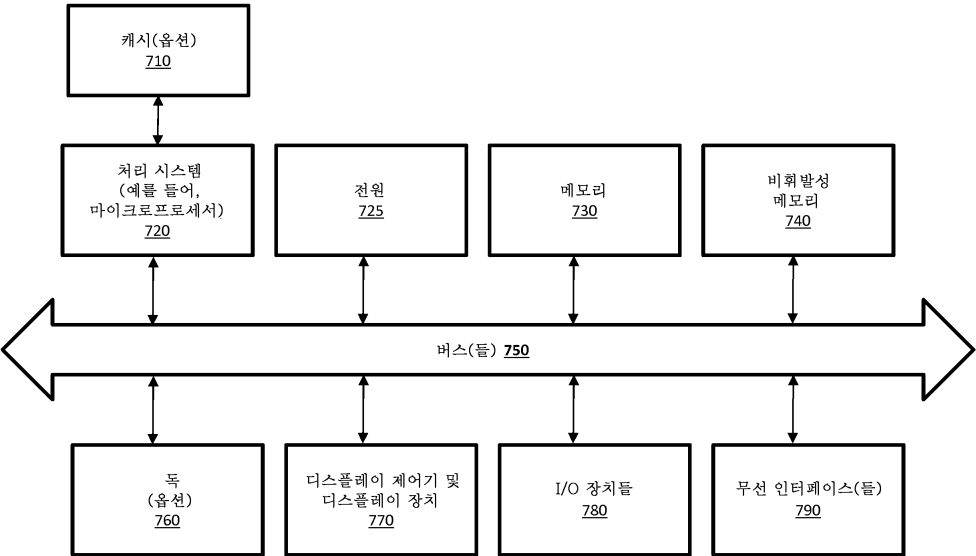 캐시(옵션)
710
처리 시스템
(예를 들어,
마이크로프로세서)
720
전원
725
메모리
730
비휘발성
메모리
740
버스(들) 750
독
(옵션)
760
디스플레이 제어기 및
디스플레이 장치
770
I/O 장치들
780
무선 인터페이스(들)
790